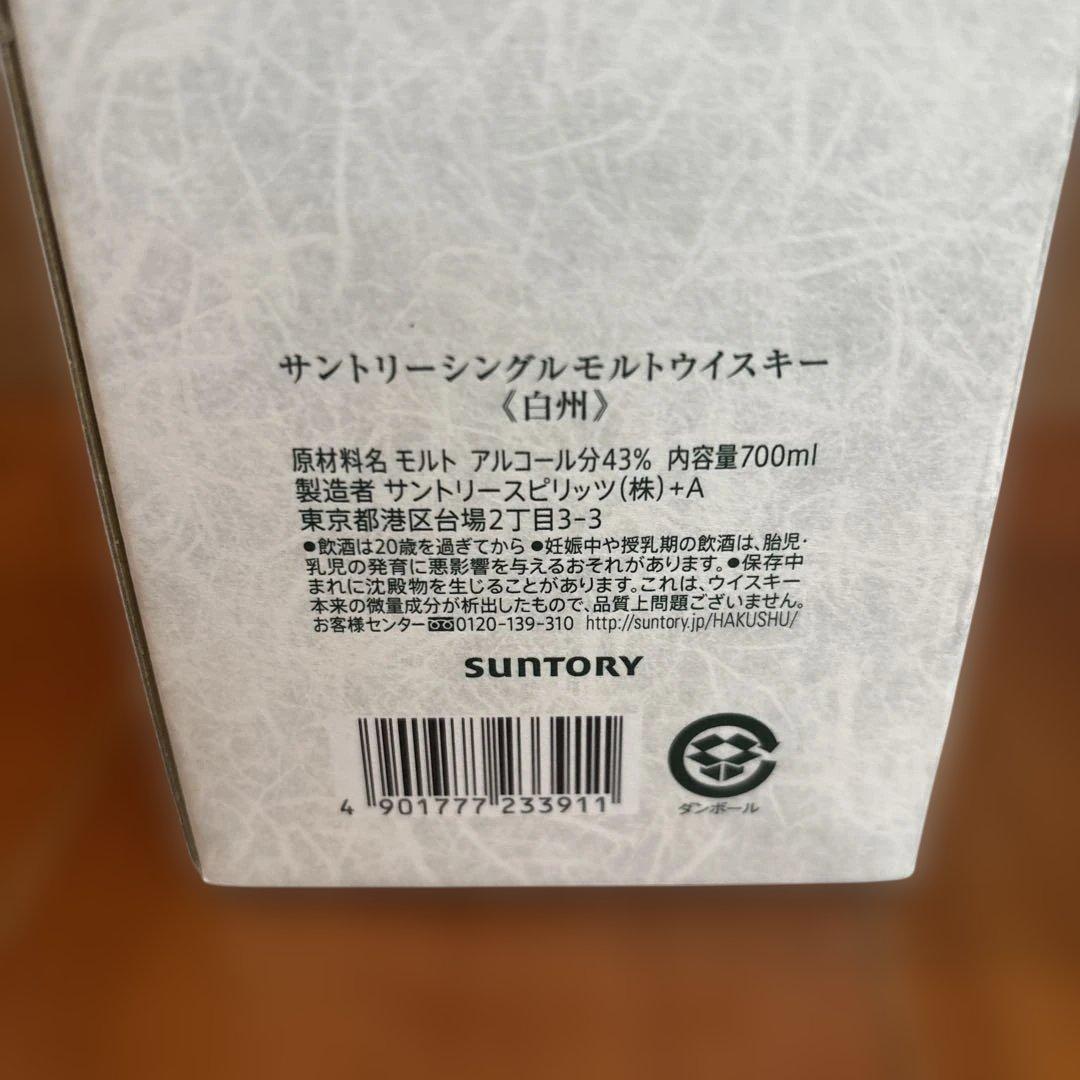 サントリーシングルモルトウイスキー
《白州》
原材料名 モルト アルコール分43% 内容量700ml
製造者 サントリースピリッツ(株)+A
東京都港区台場2丁目3-3
●飲酒は20歳を過ぎてから ●妊娠中や授乳期の飲酒は、胎児・
乳児の発育に悪影響を与えるおそれがあります。●保存中
まれに沈殿物を生じることがあります。これは、ウイスキー
本来の微量成分が析出したもので、品質上問題ございません。
お客様センター 0120-139-310 http://suntory.jp/HAKUSHU/
SUNTORY
4 901777 233911
ダンボール